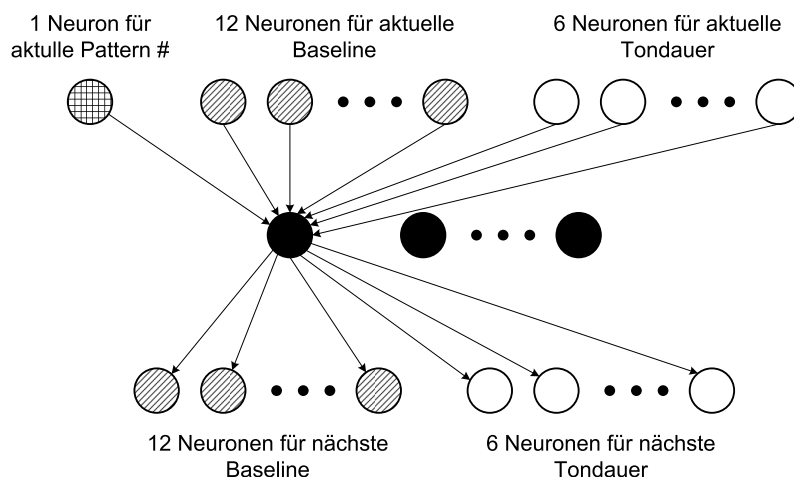 1 Neuron für
aktulle Pattern #
12 Neuronen für aktuelle
Baseline
6 Neuronen für aktuelle
Tondauer
12 Neuronen für nächste
Baseline
6 Neuronen für nächste
Tondauer